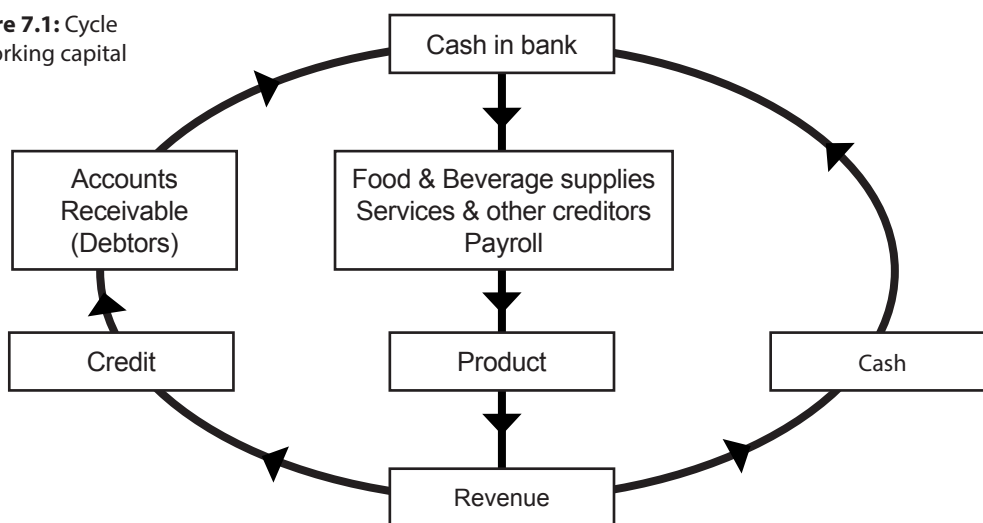 re 7.1: Cycle
orking capital
Cash in bank
Accounts
Receivable
(Debtors)
Food & Beverage supplies
Services & other creditors
Payroll
Credit
Product
Cash
Revenue